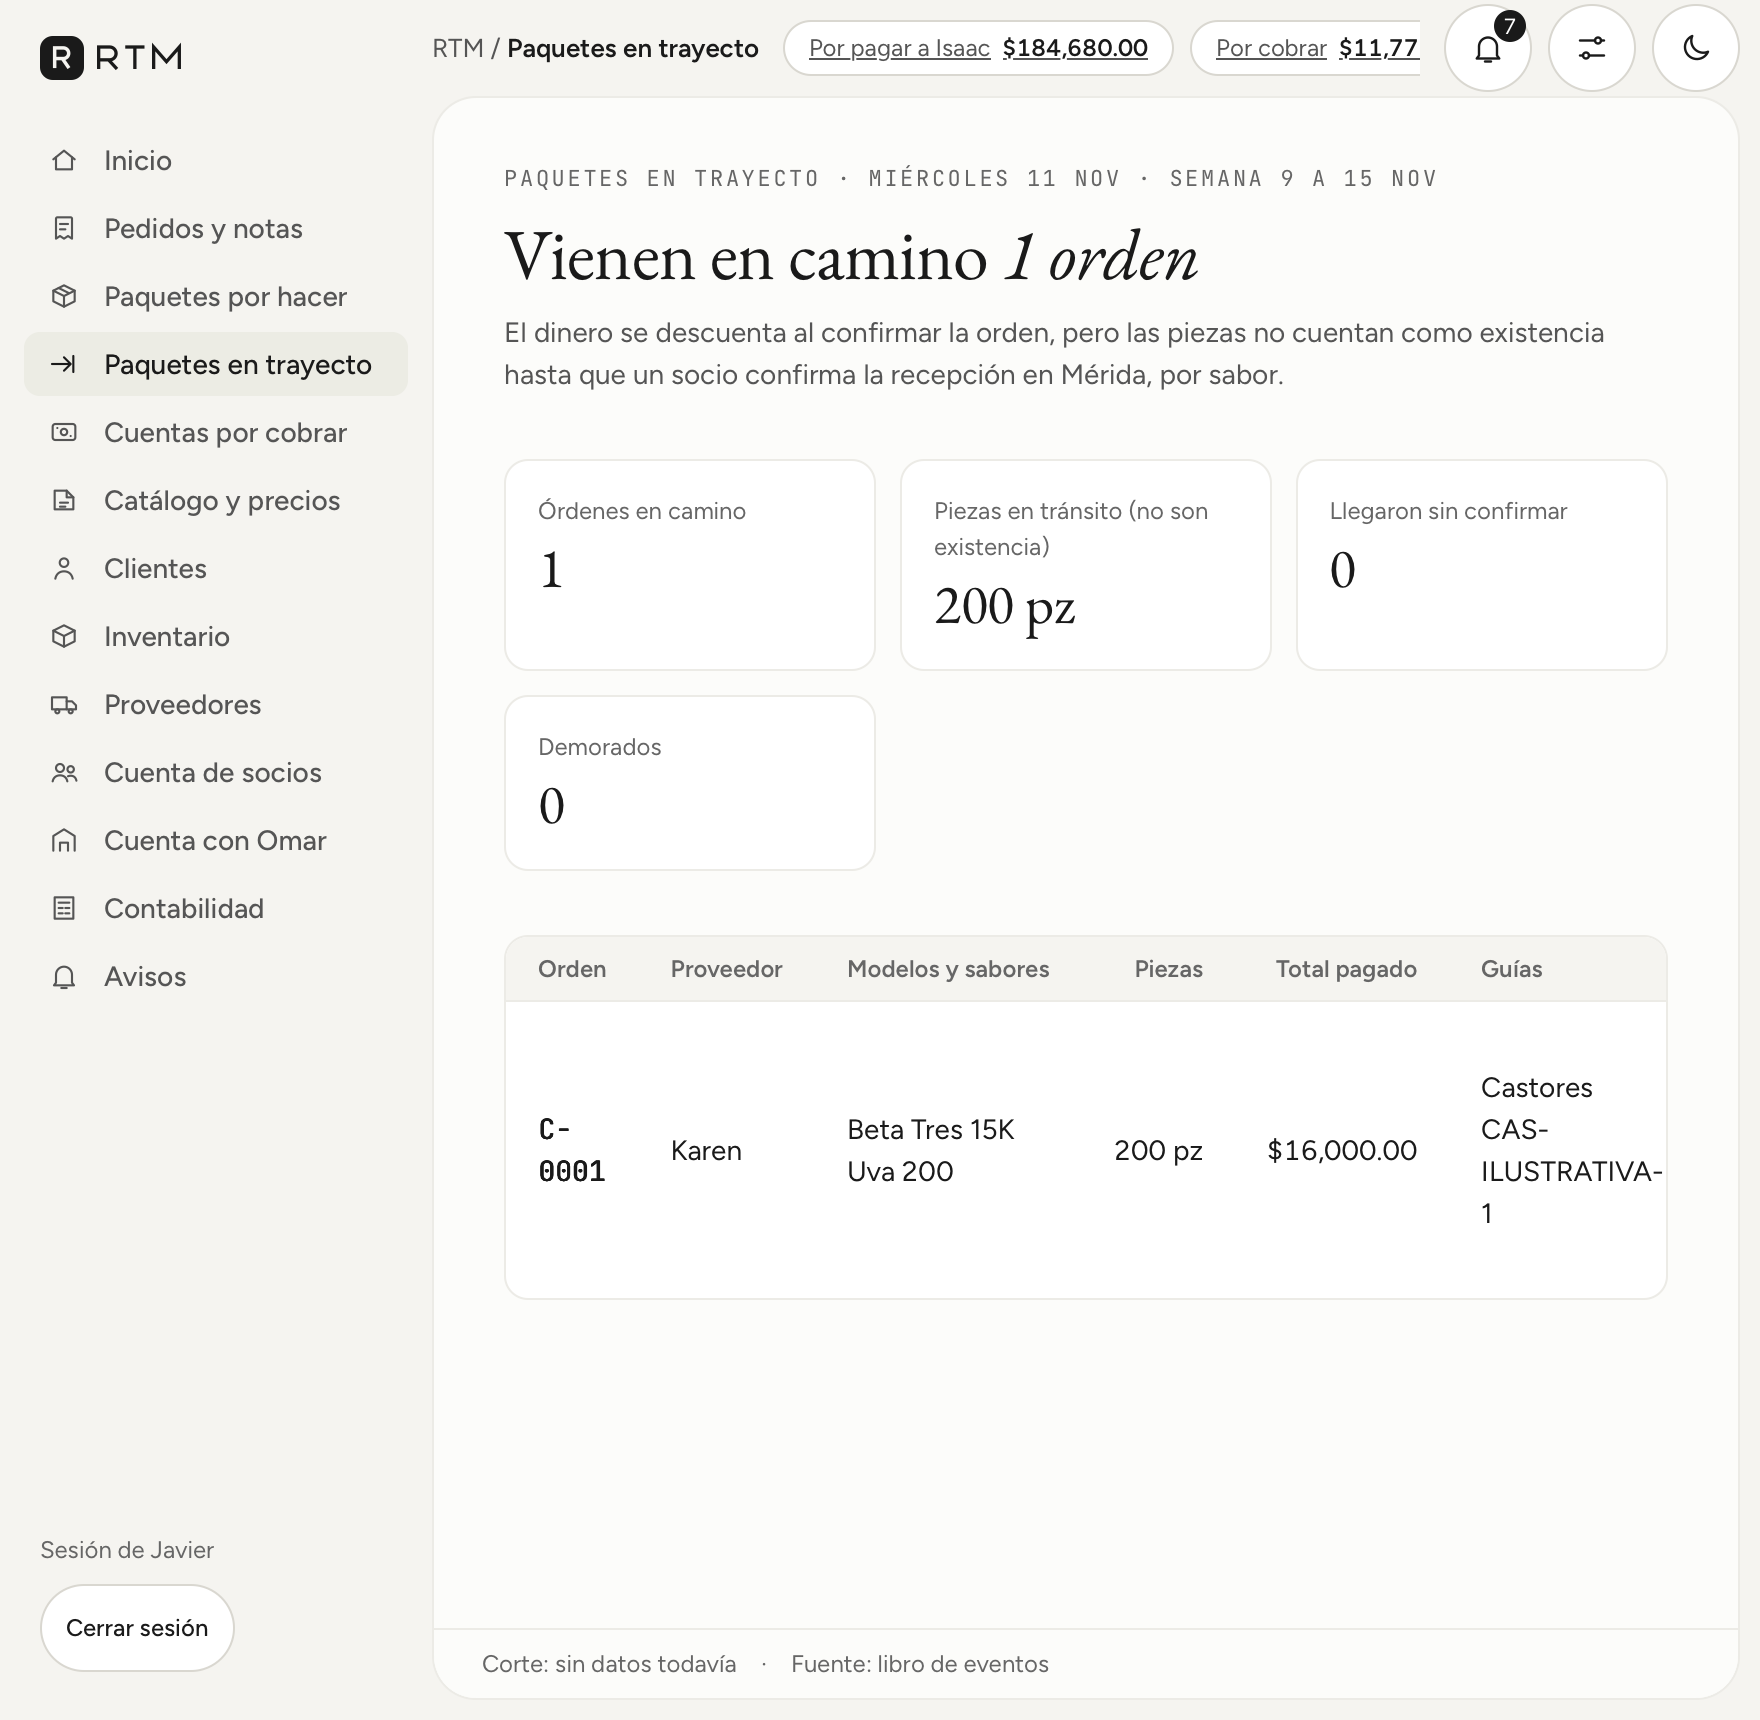 R RTM
RTM / Paquetes en trayecto
Por pagar a Isaac $184,680.00
Por cobrar $11,77
7
Inicio
Pedidos y notas
Paquetes por hacer
Paquetes en trayecto
Cuentas por cobrar
Catálogo y precios
Clientes
Inventario
Proveedores
Cuenta de socios
Cuenta con Omar
Contabilidad
Avisos
Sesión de Javier
Cerrar sesión
PAQUETES EN TRAYECTO · MIÉRCOLES 11 NOV · SEMANA 9 A 15 NOV
Vienen en camino 1 orden
El dinero se descuenta al confirmar la orden, pero las piezas no cuentan como existencia
hasta que un socio confirma la recepción en Mérida, por sabor.
Órdenes en camino
1
Piezas en tránsito (no son
existencia)
200 pz
Llegaron sin confirmar
0
Demorados
0
Orden Proveedor Modelos y sabores Piezas Total pagado Guías
C-
0001
Karen
Beta Tres 15K
Uva 200
200 pz
$16,000.00
Castores
CAS-
ILUSTRATIVA-
1
Corte: sin datos todavía · Fuente: libro de eventos